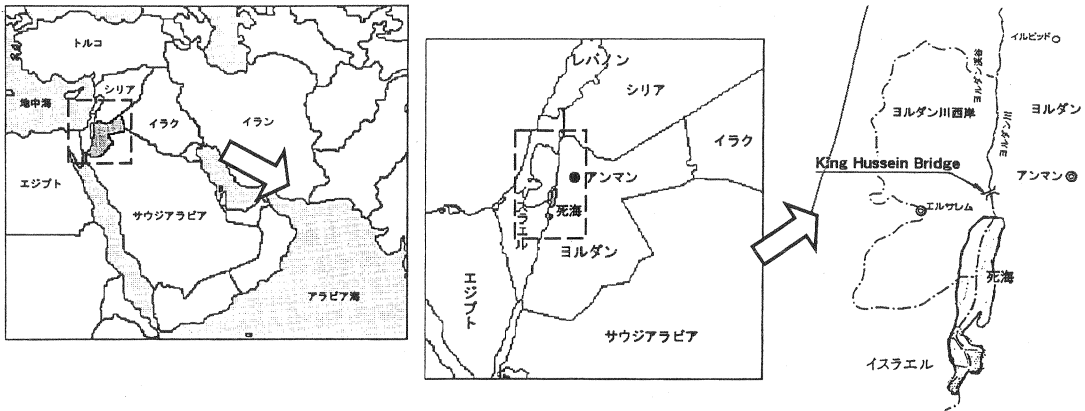 トルコ
地中海
シリア
イラク
イラン
エジプト
サウジアラビア
アラビア海
レバノン
シリア
イラク
アンマン
イスラエル
死海
ヨルダン
エジプト
サウジアラビア
イルビッド
ヨルダン川西岸
ヨルダン川
ヨルダン
King Hussein Bridge
アンマン
エルサレム
死海
イスラエル